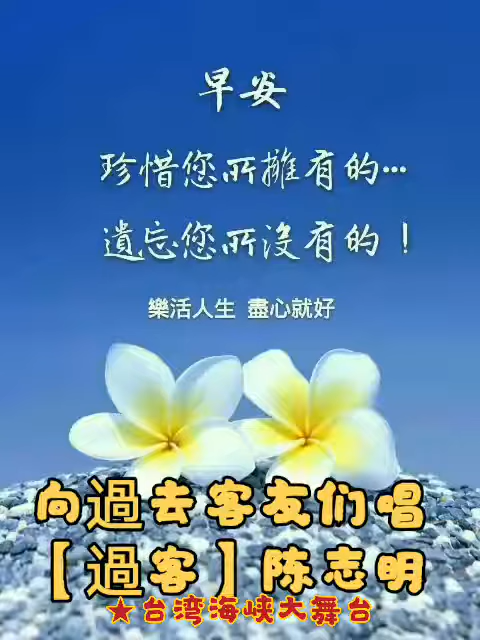 早安
珍惜您所擁有的…
遺忘您所沒有的！
樂活人生 盡心就好
向過去客友们唱
【過客】陈志明
★台湾海峡大舞台